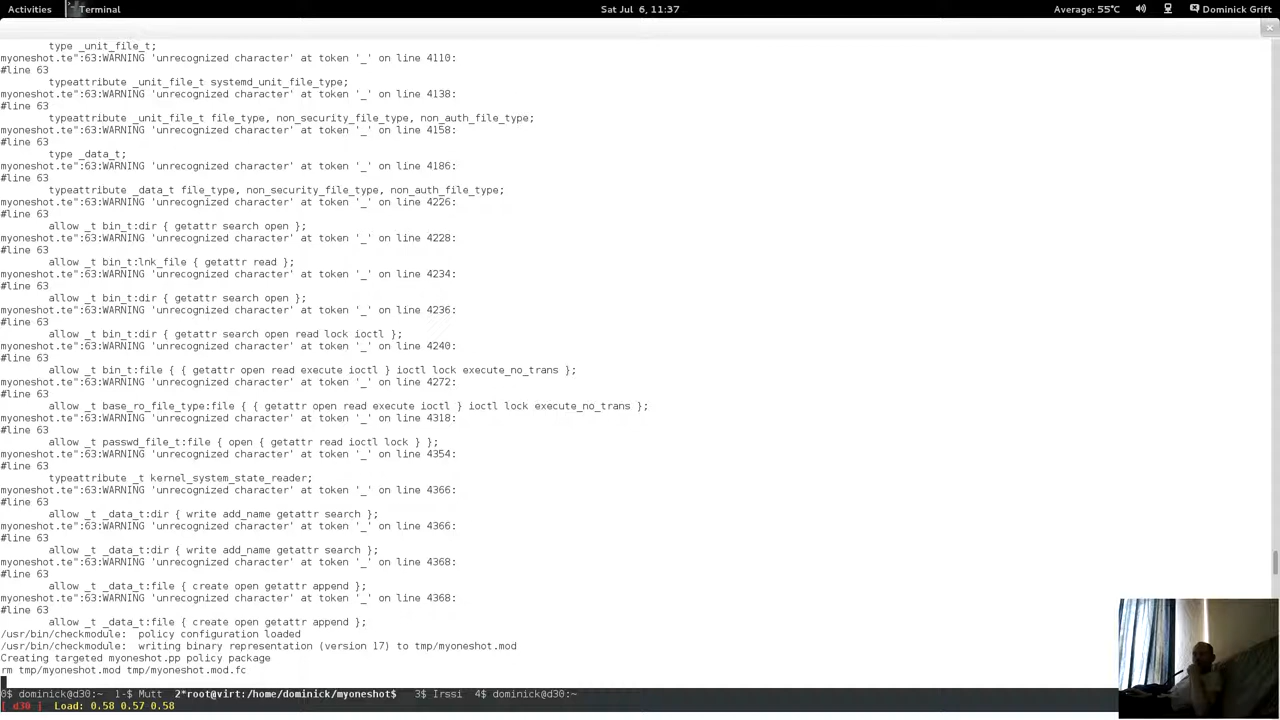 Activities
Terminal
Sat Jul 6, 11:37
Average: 55°C
Dominick Grift
type _unit_file_t;
myoneshot.te":63:WARNING 'unrecognized character' at token '_' on line 4110:
#line 63
typeattribute _unit_file_t systemd_unit_file_type;
myoneshot.te":63:WARNING 'unrecognized character' at token '_' on line 4138:
#line 63
typeattribute _unit_file_t file_type, non_security_file_type, non_auth_file_type;
myoneshot.te":63:WARNING 'unrecognized character' at token '_' on line 4158:
#line 63
type _data_t;
myoneshot.te":63:WARNING 'unrecognized character' at token '_' on line 4186:
#line 63
typeattribute _data_t file_type, non_security_file_type, non_auth_file_type;
myoneshot.te":63:WARNING 'unrecognized character' at token '_' on line 4226:
#line 63
allow _t bin_t:dir { getattr search open };
myoneshot.te":63:WARNING 'unrecognized character' at token '_' on line 4228:
#line 63
allow _t bin_t:lnk_file { getattr read };
myoneshot.te":63:WARNING 'unrecognized character' at token '_' on line 4234:
#line 63
allow _t bin_t:dir { getattr search open };
myoneshot.te":63:WARNING 'unrecognized character' at token '_' on line 4236:
#line 63
allow _t bin_t:dir { getattr search open read lock ioctl };
myoneshot.te":63:WARNING 'unrecognized character' at token '_' on line 4240:
#line 63
allow _t bin_t:file { { getattr open read execute ioctl } ioctl lock execute_no_trans };
myoneshot.te":63:WARNING 'unrecognized character' at token '_' on line 4272:
#line 63
allow _t base_ro_file_type:file { { getattr open read execute ioctl } ioctl lock execute_no_trans };
myoneshot.te":63:WARNING 'unrecognized character' at token '_' on line 4318:
#line 63
allow _t passwd_file_t:file { open { getattr read ioctl lock } };
myoneshot.te":63:WARNING 'unrecognized character' at token '_' on line 4354:
#line 63
typeattribute _t kernel_system_state_reader;
myoneshot.te":63:WARNING 'unrecognized character' at token '_' on line 4366:
#line 63
allow _t _data_t:dir { write add_name getattr search };
myoneshot.te":63:WARNING 'unrecognized character' at token '_' on line 4366:
#line 63
allow _t _data_t:dir { write add_name getattr search };
myoneshot.te":63:WARNING 'unrecognized character' at token '_' on line 4368:
#line 63
allow _t _data_t:file { create open getattr append };
myoneshot.te":63:WARNING 'unrecognized character' at token '_' on line 4368:
#line 63
allow _t _data_t:file { create open getattr append };
/usr/bin/checkmodule:  policy configuration loaded
/usr/bin/checkmodule:  writing binary representation (version 17) to tmp/myoneshot.mod
Creating targeted myoneshot.pp policy package
rm tmp/myoneshot.mod tmp/myoneshot.mod.fc
0$ dominick@d30:~  1-$ Mutt  2*root@virt:/home/dominick/myoneshot$  3$ Irssi  4$ dominick@d30:~
[ d30 ]  Load: 0.58 0.57 0.58